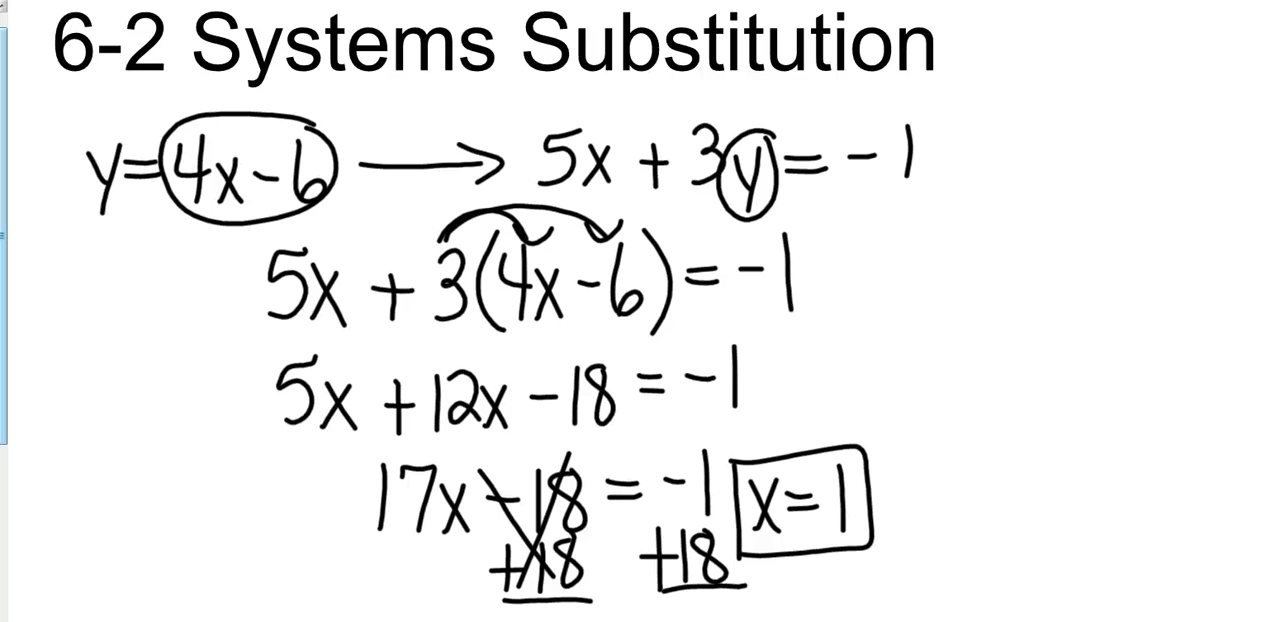 6-2 Systems Substitution
y=4x-6 → 5x + 3y = -1
5x + 3(4x-6) = -1
5x + 12x - 18 = -1
17x - 18 = -1 x=1
+18 +18